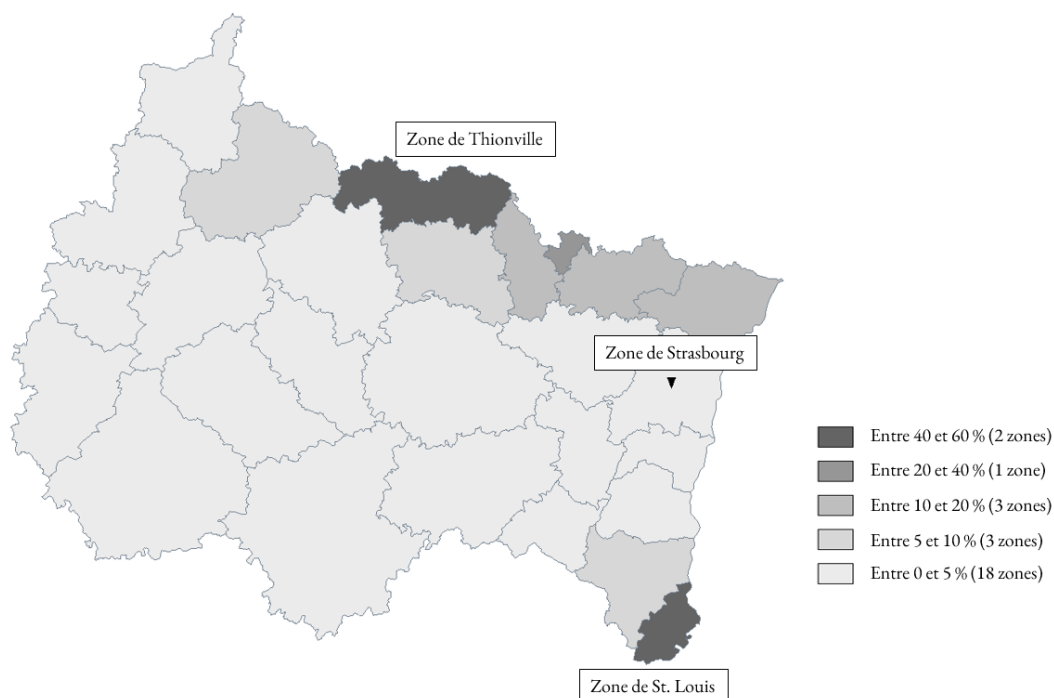 Zone de Thionville
Zone de Strasbourg
Entre 40 et 60 % (2 zones)
Entre 20 et 40 % (1 zone)
Entre 10 et 20 % (3 zones)
Entre 5 et 10 % (3 zones)
Entre 0 et 5 % (18 zones)
Zone de St. Louis